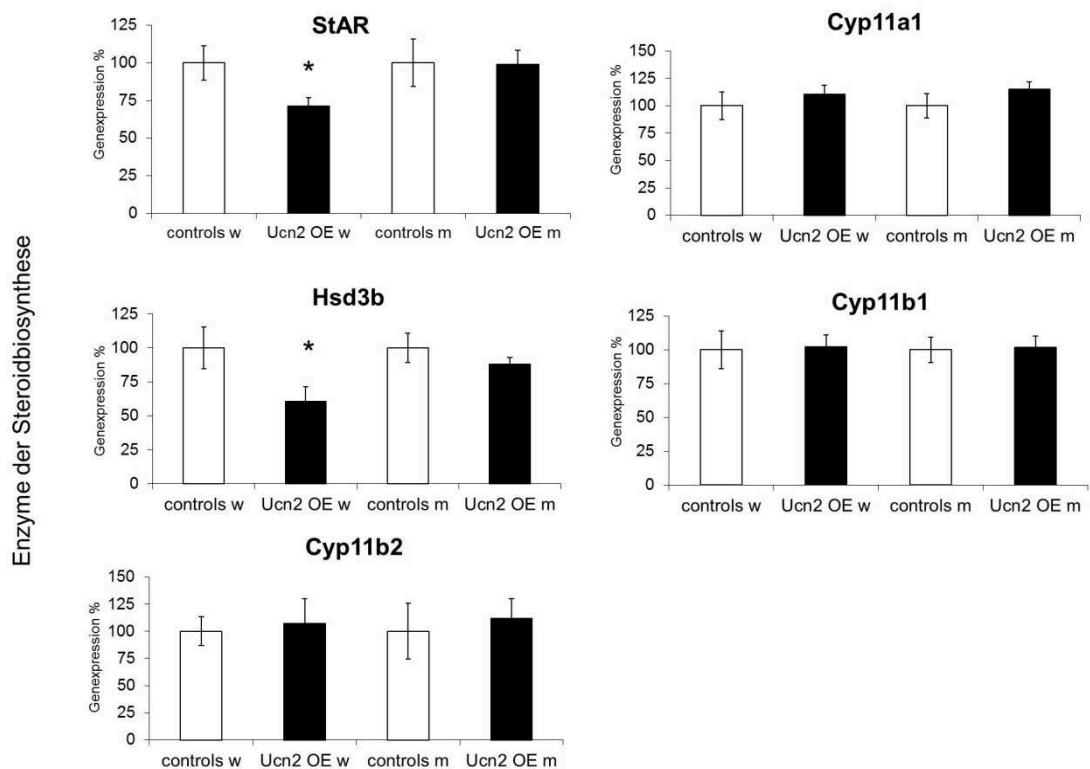 Enzyme der Steroidbiosynthese
StAR
Genexpression %
125
100
75
50
25
0
*
controls w Ucn2 OE w controls m Ucn2 OE m
Cyp11a1
Genexpression %
150
125
100
75
50
25
0
controls w Ucn2 OE w controls m Ucn2 OE m
Hsd3b
Genexpression %
125
100
75
50
25
0
*
controls w Ucn2 OE w controls m Ucn2 OE m
Cyp11b1
Genexpression %
125
100
75
50
25
0
controls w Ucn2 OE w controls m Ucn2 OE m
Cyp11b2
Genexpression %
150
125
100
75
50
25
0
controls w Ucn2 OE w controls m Ucn2 OE m